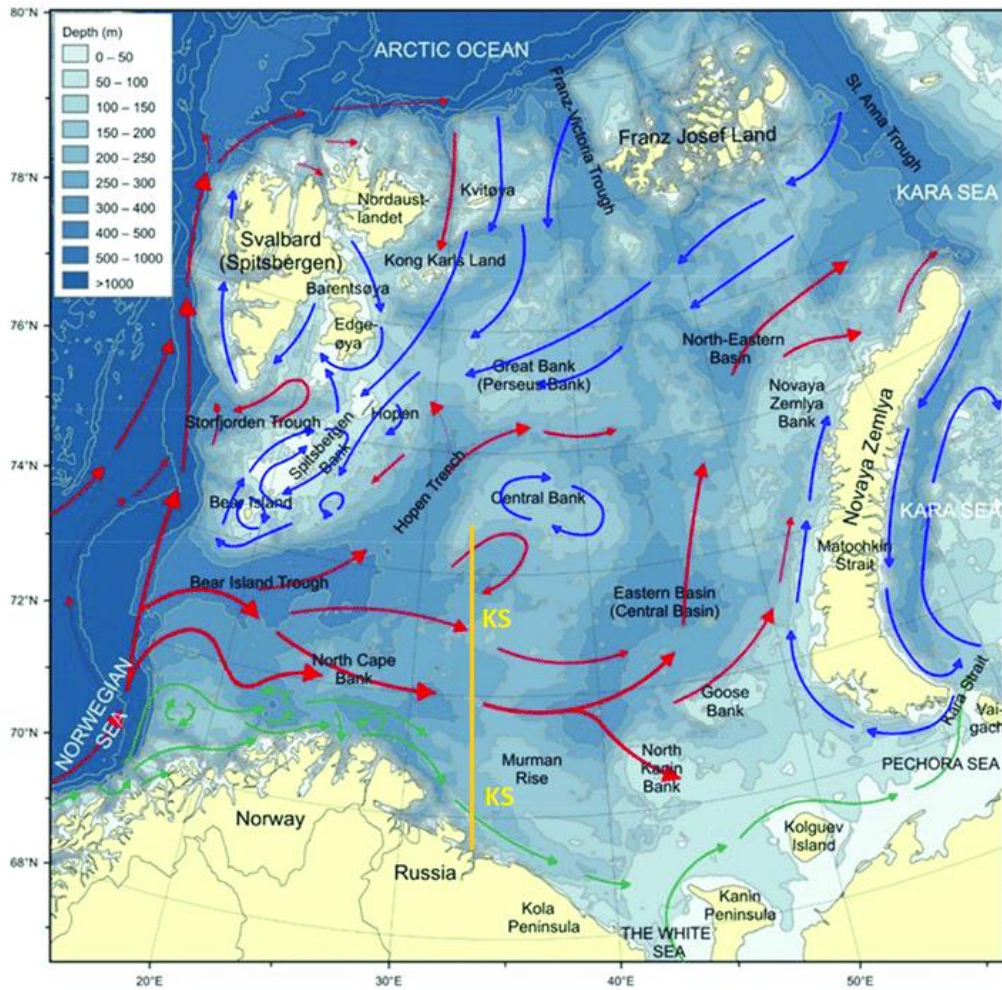 80°N
78°N
76°N
74°N
72°N
70°N
68°N
Depth (m)
0 – 50
50 – 100
100 – 150
150 – 200
200 – 250
250 – 300
300 – 400
400 – 500
500 – 1000
>1000
ARCTIC OCEAN
Franz-Victoria Trough
Franz Josef Land
St. Anna Trough
KARA SEA
Nordaust-
landet
Kvitøya
Svalbard
(Spitsbergen)
Kong Karls Land
Barentsøya
Edge-
øya
North-Eastern
Basin
Great Bank
(Perseus Bank)
Novaya
Zemlya
Bank
Storfjorden Trough
Hopen
Spitsbergen
Bank
Novaya Zemlya
Hopen Trench
Bear Island
Central Bank
KARA SEA
Matochkin
Strait
Bear Island Trough
Eastern Basin
(Central Basin)
KS
North Cape
Bank
NORWEGIAN
SEA
Goose
Bank
Kara Strait
Vai-
gach
Murman
Rise
North
Kanin
Bank
PECHORA SEA
KS
Norway
Kolguev
Island
Russia
Kola
Peninsula
Kanin
Peninsula
THE WHITE
SEA
20°E
30°E
40°E
50°E